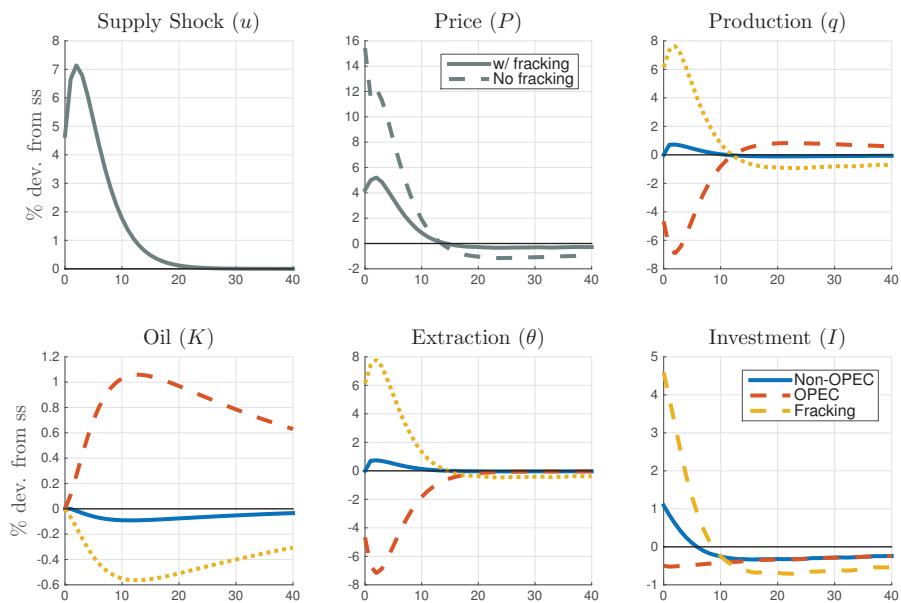 Supply Shock (u)
Price (P)
Production (q)
% dev. from ss
8
7
6
5
4
3
2
1
0
0 10 20 30 40
16
14
12
10
8
6
4
2
0
-2
0 10 20 30 40
w/ fracking
No fracking
8
6
4
2
0
-2
-4
-6
-8
0 10 20 30 40
Oil (K)
Extraction (θ)
Investment (I)
% dev. from ss
1.2
1
0.8
0.6
0.4
0.2
0
-0.2
-0.4
-0.6
0 10 20 30 40
8
6
4
2
0
-2
-4
-6
-8
0 10 20 30 40
5
4
3
2
1
0
-1
0 10 20 30 40
Non-OPEC
OPEC
Fracking